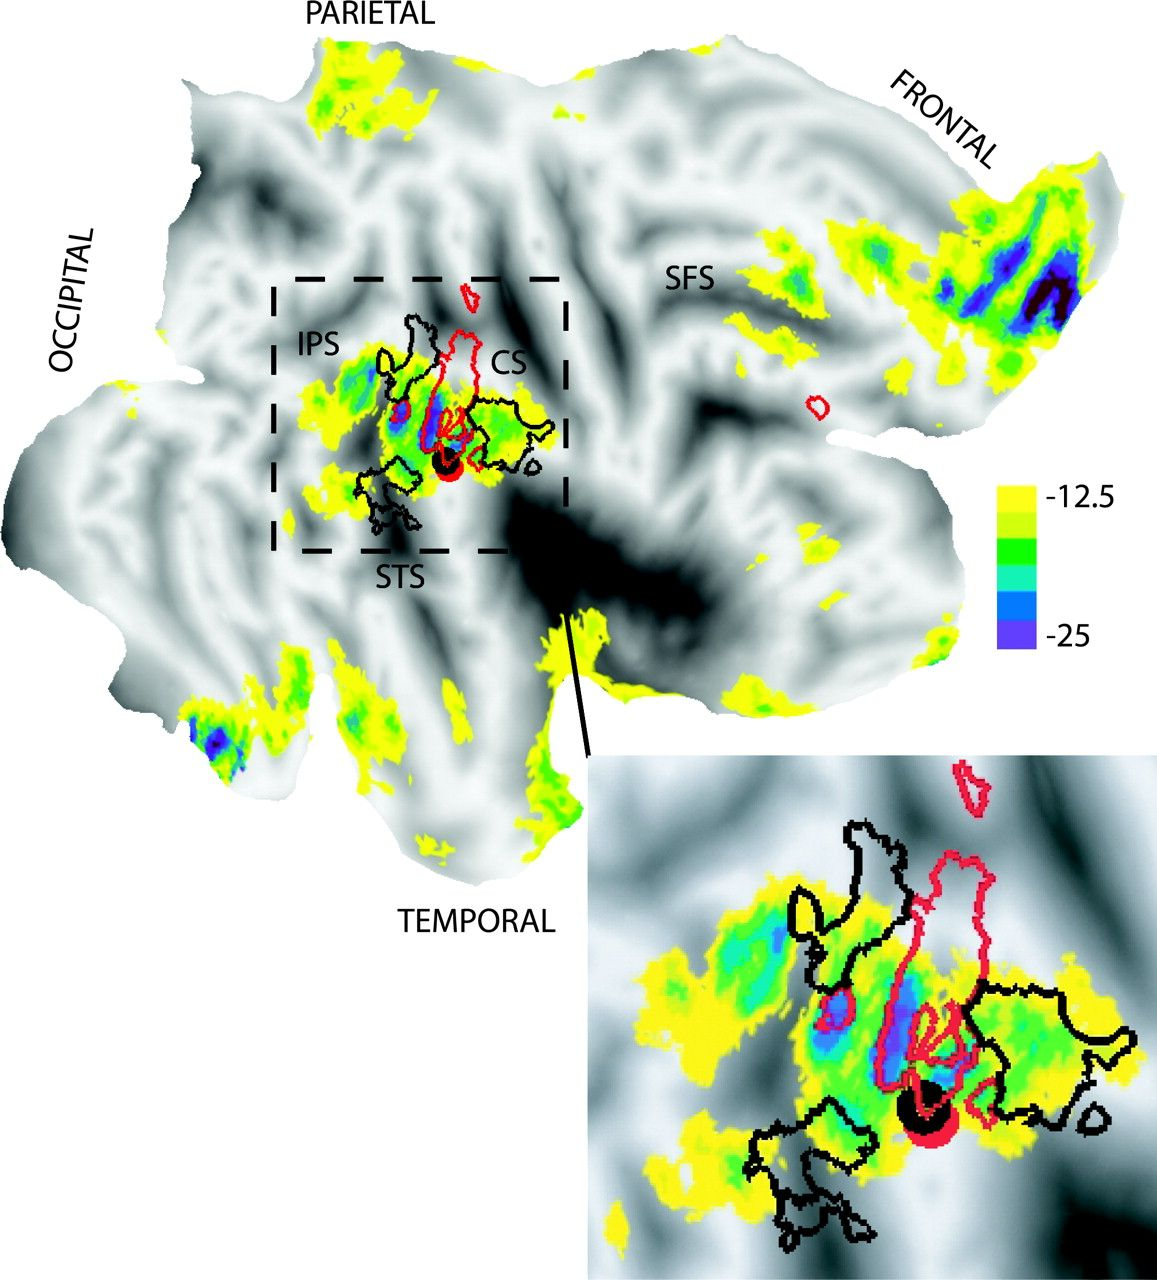 PARIETAL
FRONTAL
OCCIPITAL
SFS
IPS
CS
-12.5
STS
-25
TEMPORAL